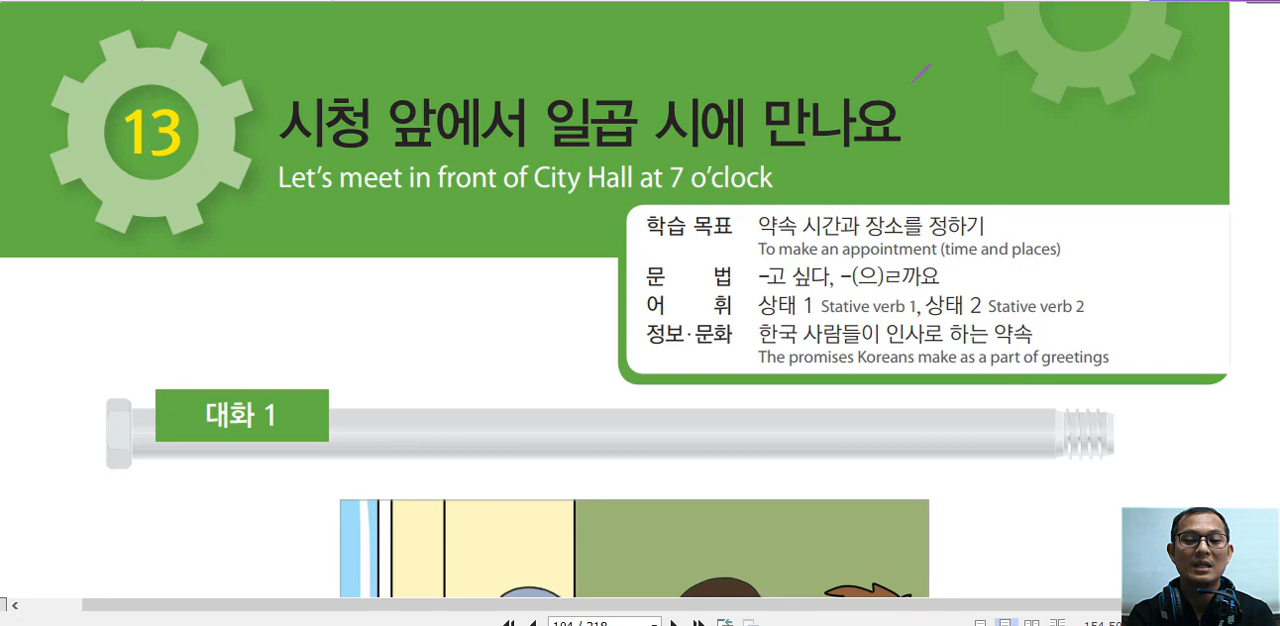 13
시청 앞에서 일곱 시에 만나요
Let's meet in front of City Hall at 7 o'clock
학습 목표 약속 시간과 장소를 정하기
To make an appointment (time and places)
문 법 -고 싶다, -(으)ㄹ까요
어 휘 상태 1 Stative verb 1, 상태 2 Stative verb 2
정보·문화 한국 사람들이 인사로 하는 약속
The promises Koreans make as a part of greetings
대화 1